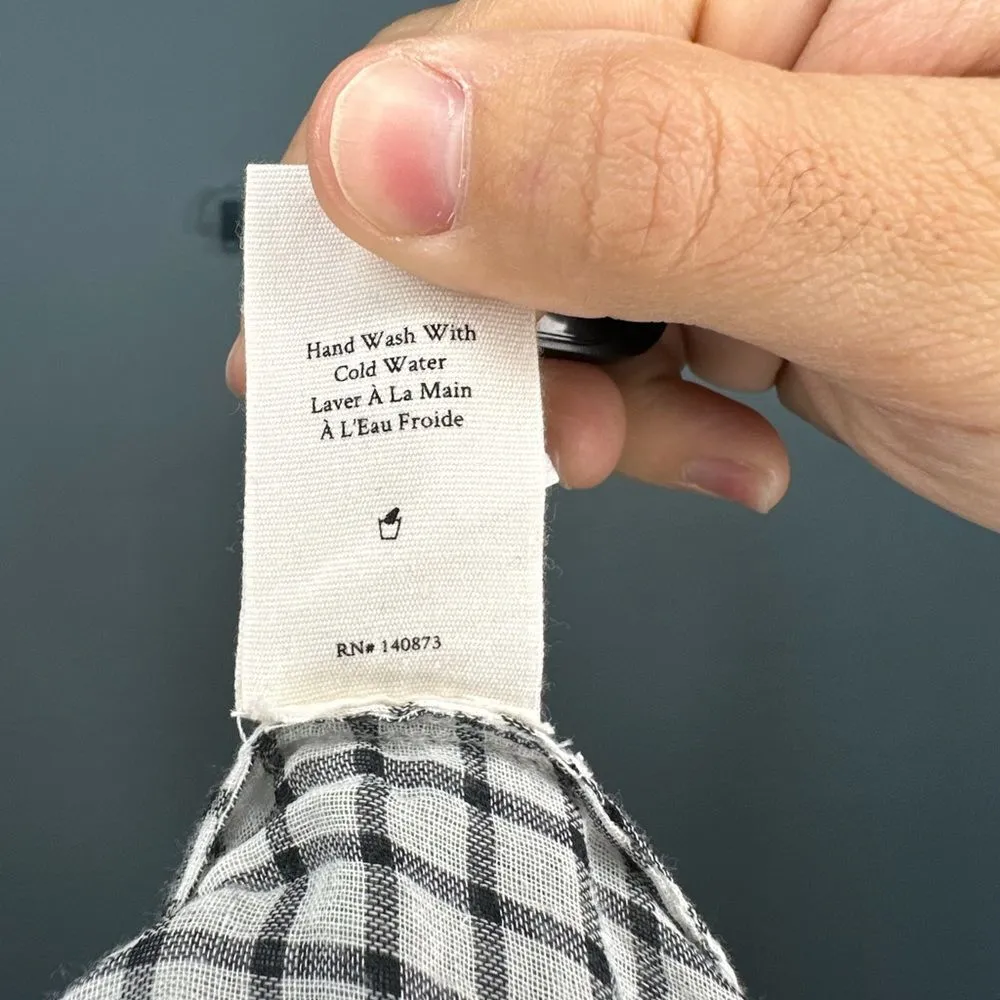 Hand Wash With
Cold Water
Laver À La Main
À L'Eau Froide
RN# 140873